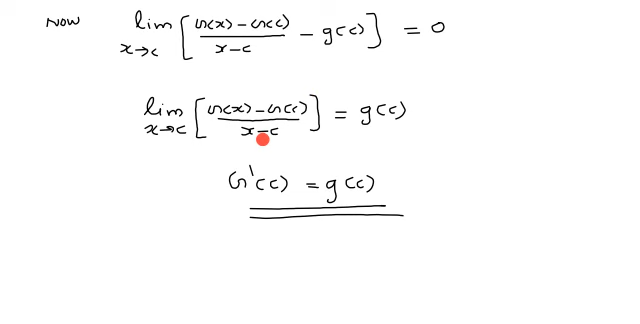 Now lim x→c [ (G(x) - G(c)) / (x-c) - g(c) ] = 0
lim x→c [ (G(x) - G(c)) / (x-c) ] = g(c)
G'(c) = g(c)